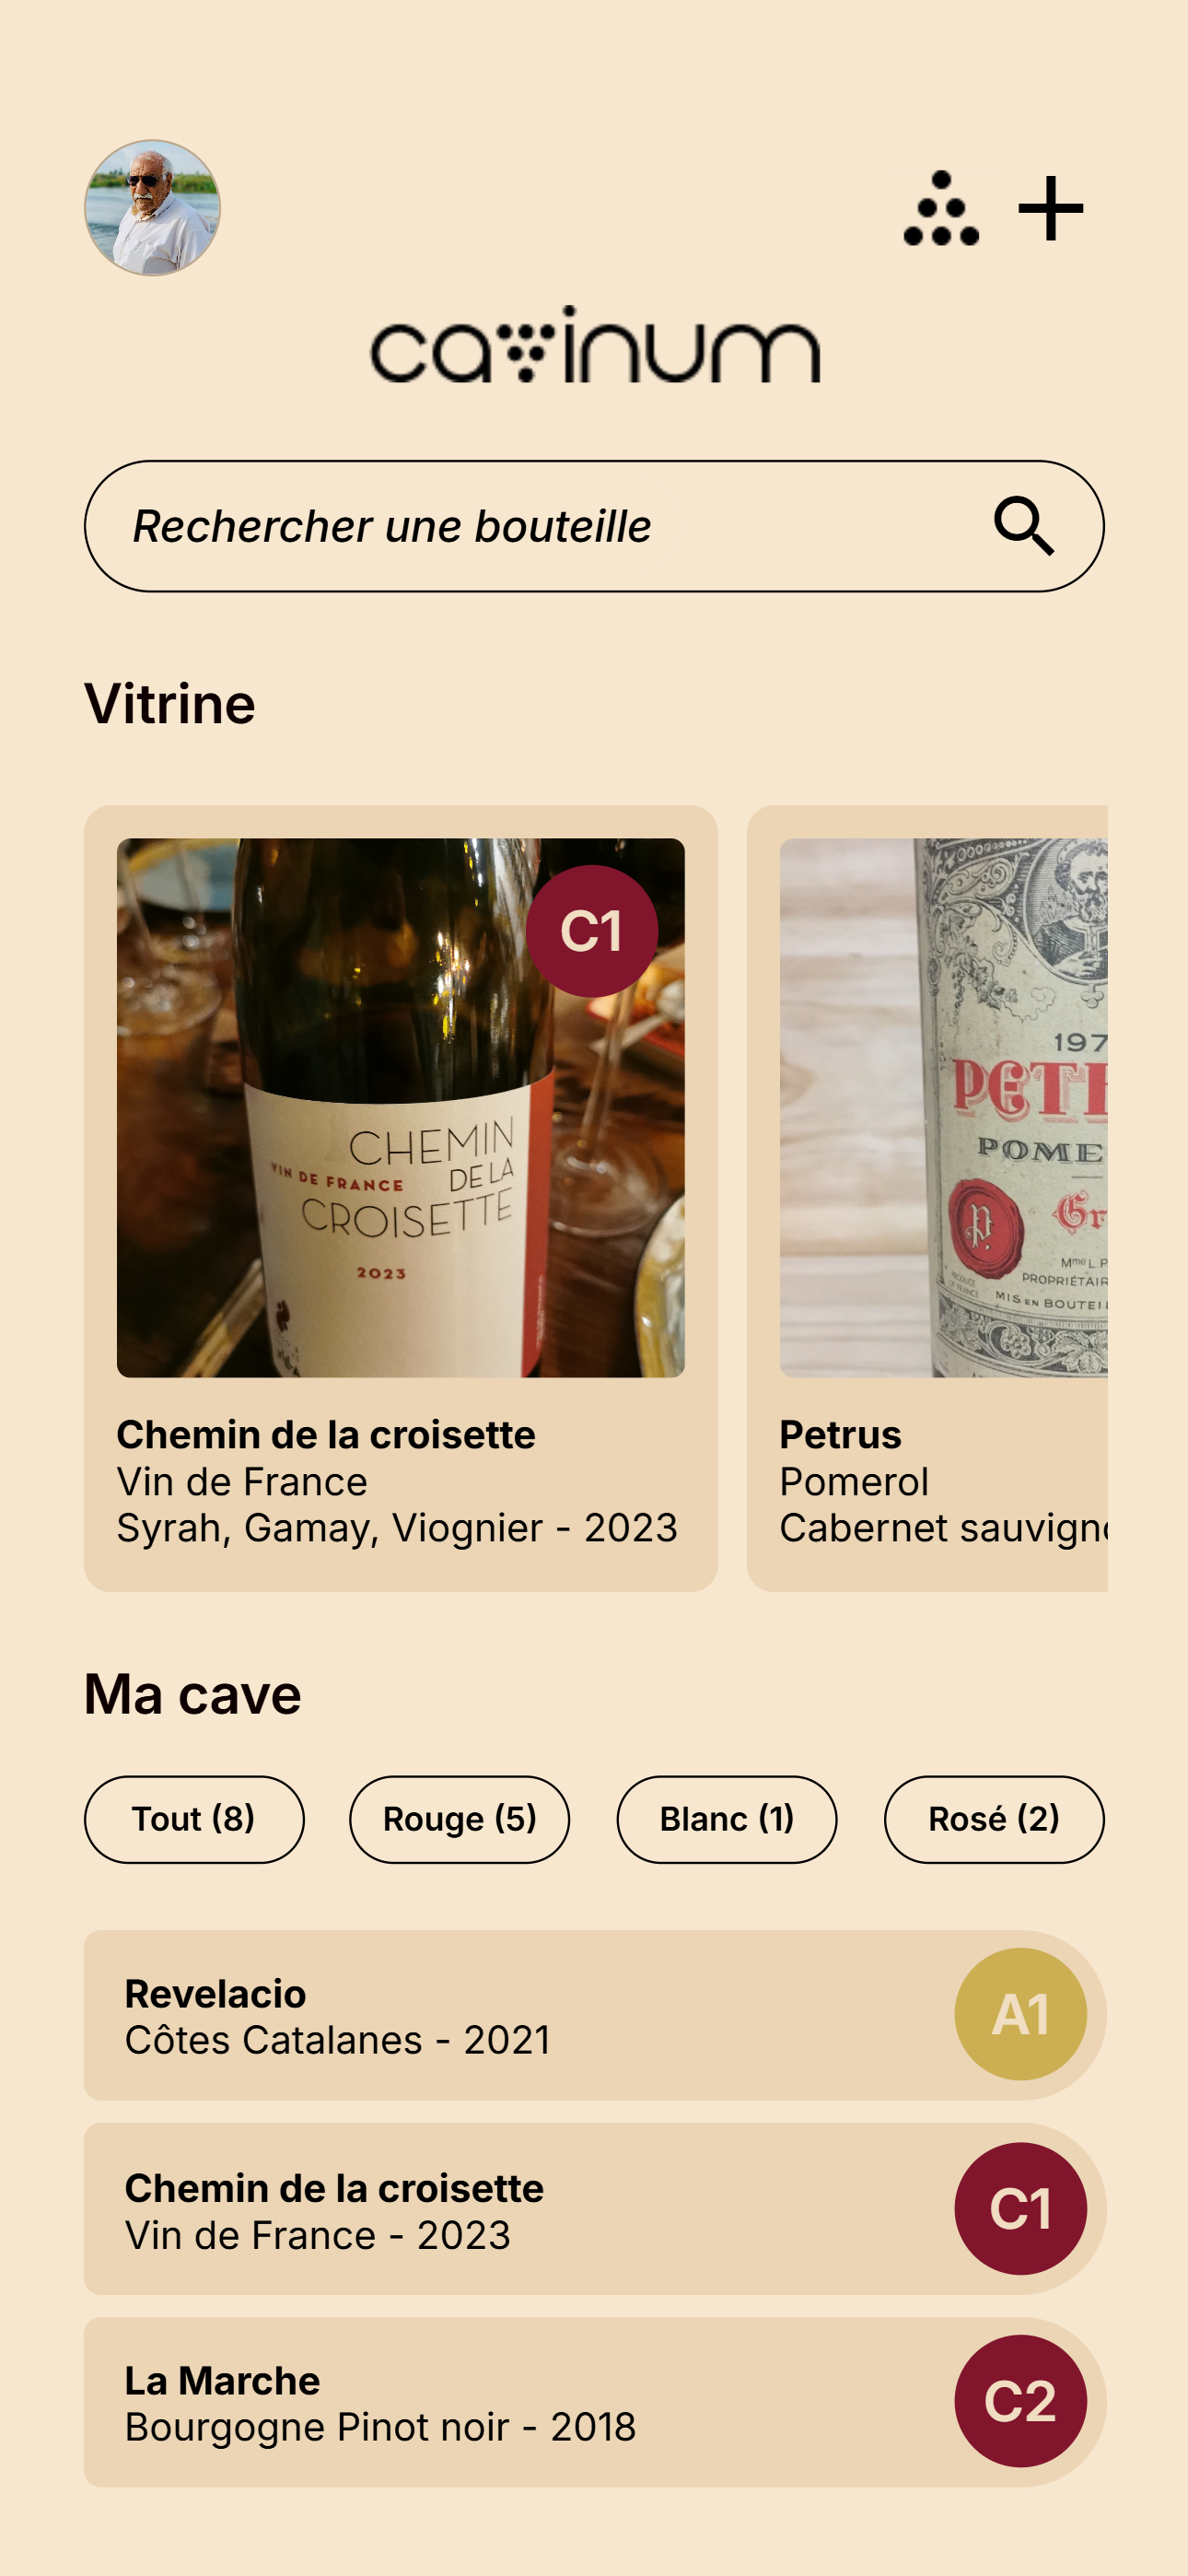 cavinum
Rechercher une bouteille
Vitrine
C1
CHEMIN
VIN DE FRANCE DE LA
CROISETTE
2023
Chemin de la croisette
Vin de France
Syrah, Gamay, Viognier - 2023
197
PET
POME
Gr
Mme L.P
PROPRIÉTAIR
MIS EN BOUTEI
PRODUCE
OF FRANCE
Petrus
Pomerol
Cabernet sauvign
Ma cave
Tout (8)
Rouge (5)
Blanc (1)
Rosé (2)
Revelacio
Côtes Catalanes - 2021
A1
Chemin de la croisette
Vin de France - 2023
C1
La Marche
Bourgogne Pinot noir - 2018
C2